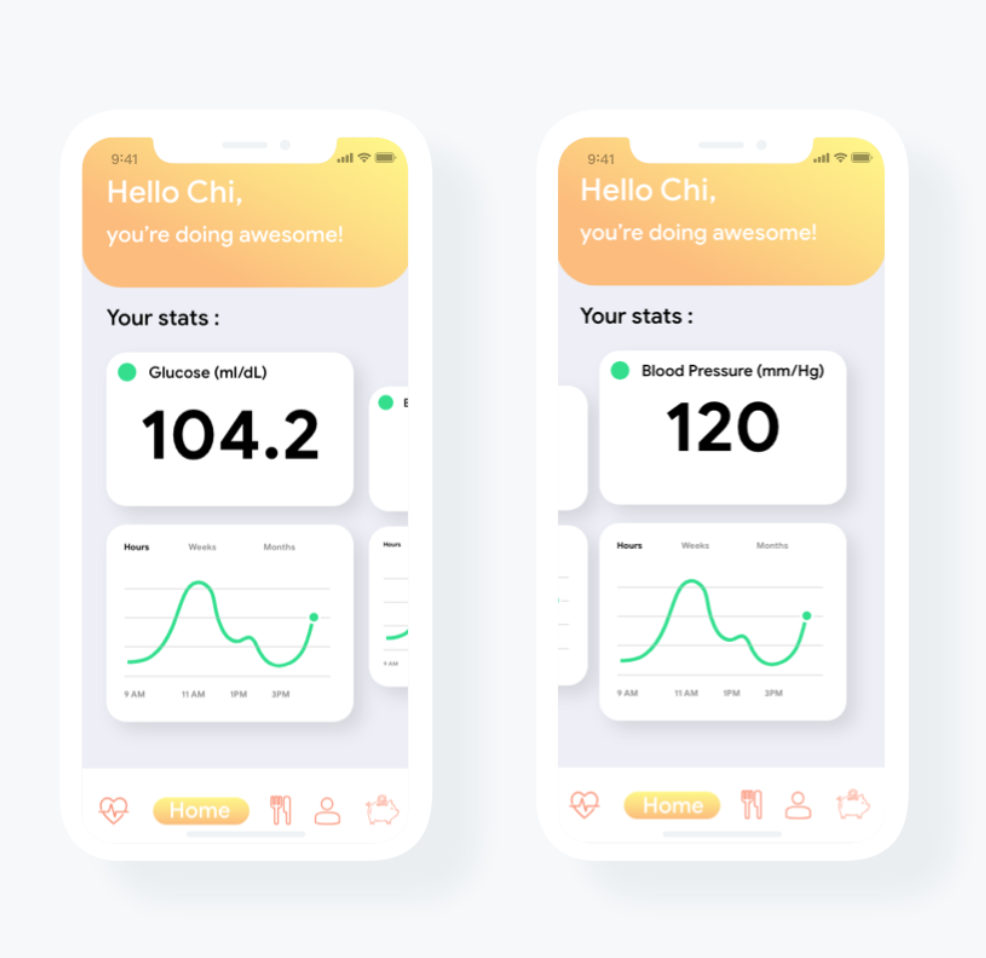 9:41
Hello Chi,
you're doing awesome!
Your stats :
Glucose (ml/dL)
104.2
Hours Weeks Months
9 AM 11 AM 1PM 3PM
Hours
9 AM
Home
9:41
Hello Chi,
you're doing awesome!
Your stats :
Blood Pressure (mm/Hg)
120
Hours Weeks Months
9 AM 11 AM 1PM 3PM
Home